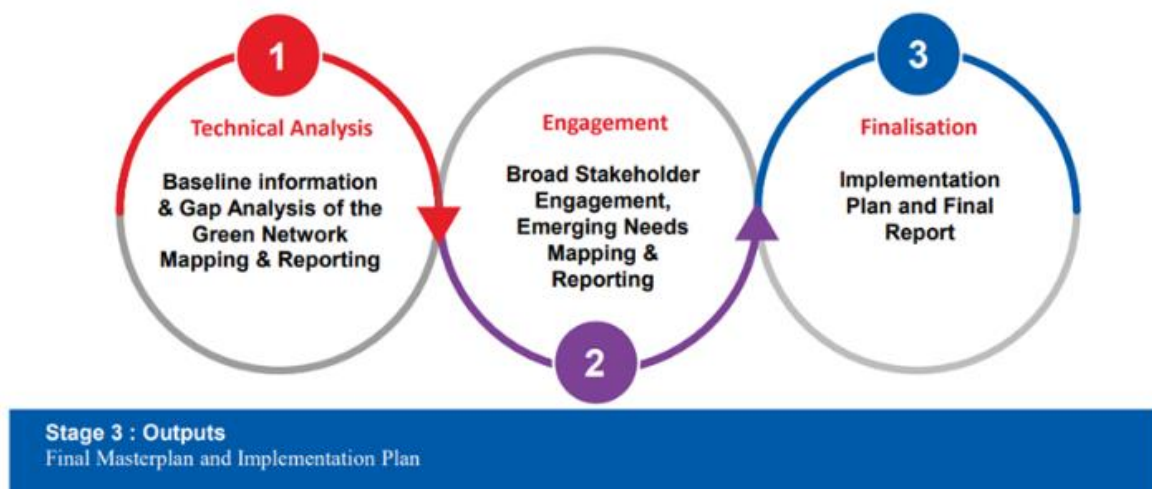 1
Technical Analysis
Baseline information
& Gap Analysis of the
Green Network
Mapping & Reporting
Engagement
Broad Stakeholder
Engagement,
Emerging Needs
Mapping &
Reporting
2
3
Finalisation
Implementation
Plan and Final
Report
Stage 3 : Outputs
Final Masterplan and Implementation Plan